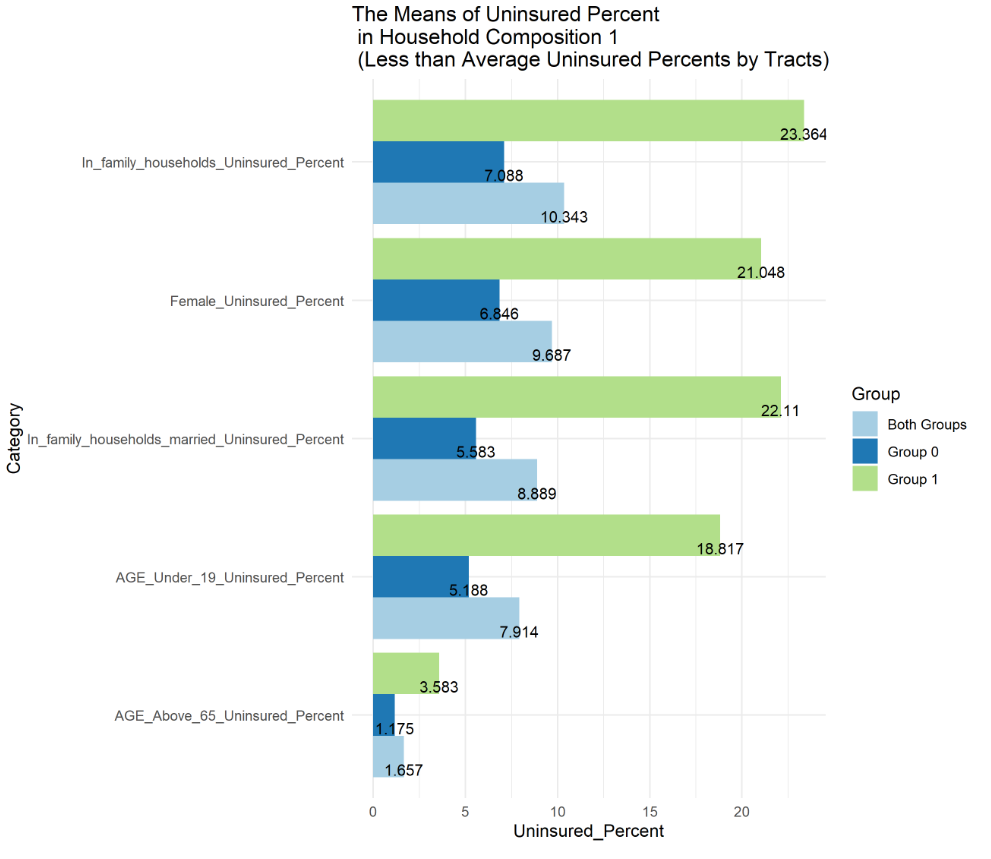 The Means of Uninsured Percent
in Household Composition 1
(Less than Average Uninsured Percents by Tracts)
23.364
In_family_households_Uninsured_Percent
7.088
10.343
21.048
Female_Uninsured_Percent
6.846
9.687
22.11
In_family_households_married_Uninsured_Percent
5.583
8.889
18.817
AGE_Under_19_Uninsured_Percent
5.188
7.914
3.583
AGE_Above_65_Uninsured_Percent
1.175
1.657
Category
0 5 10 15 20
Uninsured_Percent
Group
Both Groups
Group 0
Group 1